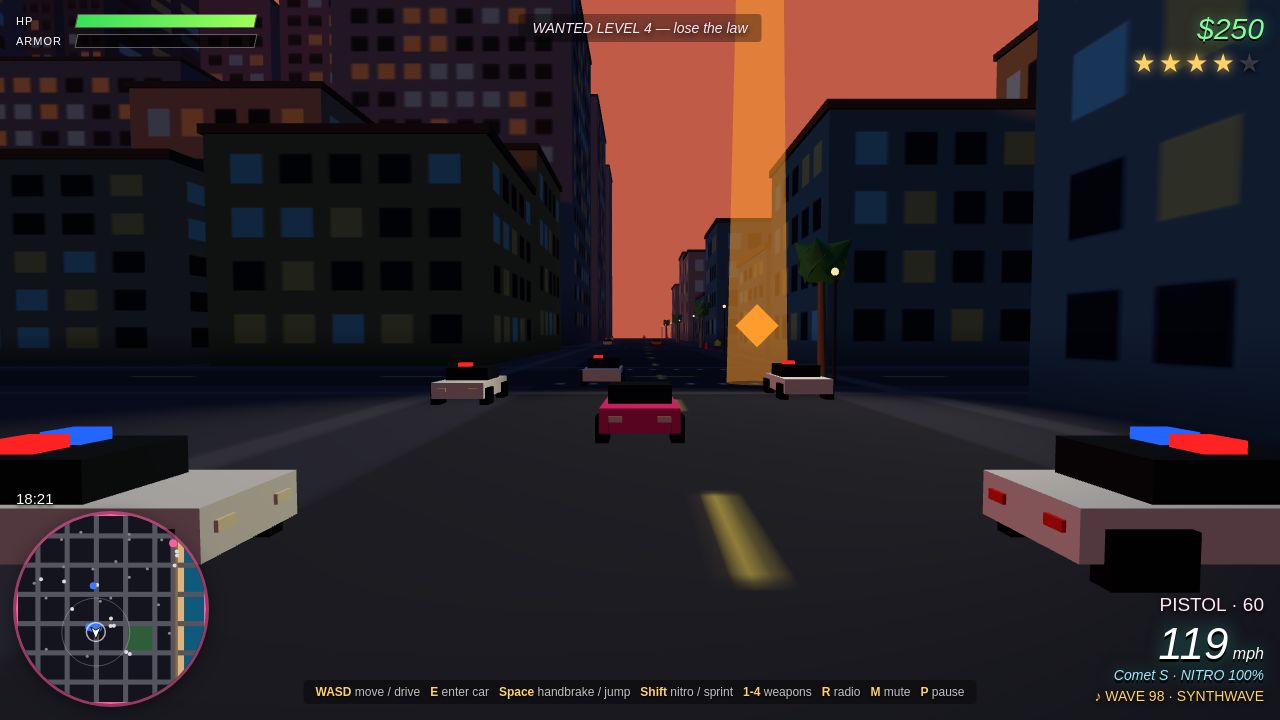 HP
ARMOR
WANTED LEVEL 4 — lose the law
$250
★★★★★
18:21
PISTOL · 60
119 mph
Comet S · NITRO 100%
♪ WAVE 98 · SYNTHWAVE
WASD move / drive E enter car Space handbrake / jump Shift nitro / sprint 1-4 weapons R radio M mute P pause